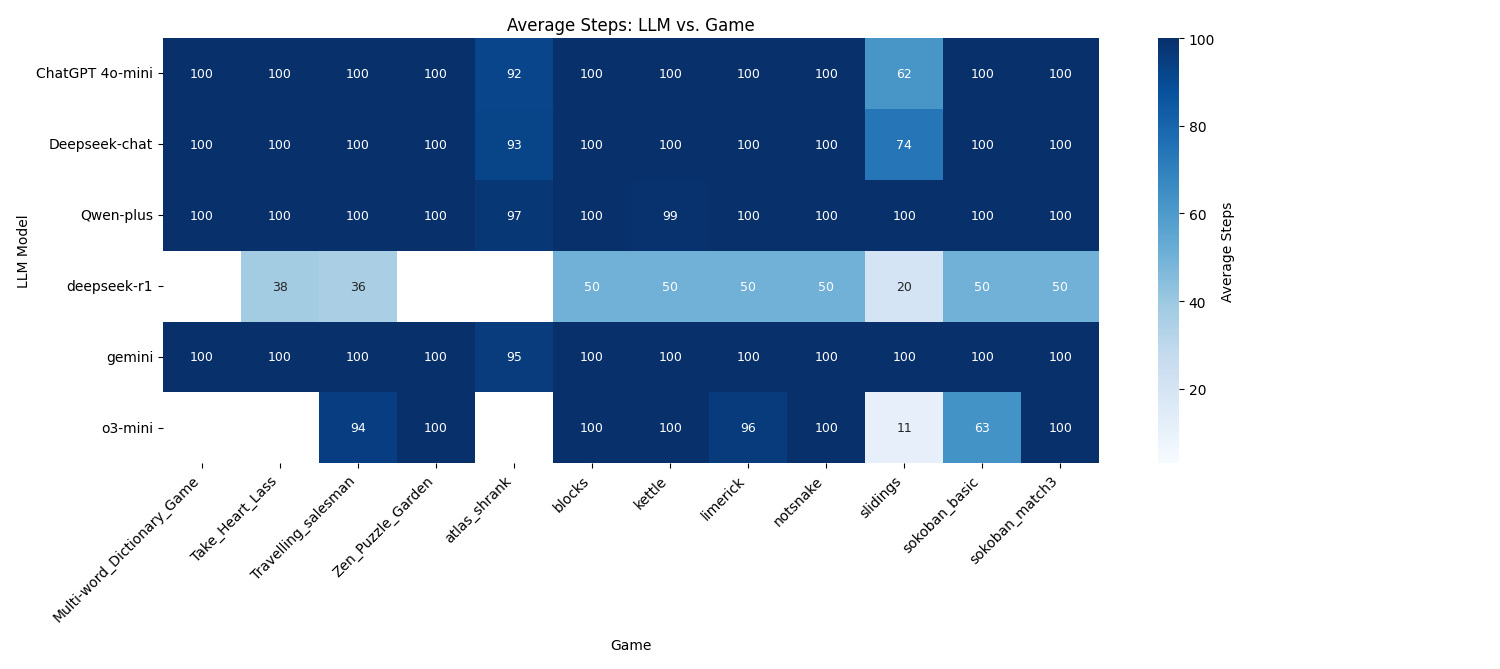 Average Steps: LLM vs. Game
LLM Model
ChatGPT 4o-mini 100 100 100 100 92 100 100 100 100 62 100 100
Deepseek-chat 100 100 100 100 93 100 100 100 100 74 100 100
Qwen-plus 100 100 100 100 97 100 99 100 100 100 100 100
deepseek-r1 38 36 50 50 50 50 20 50 50
gemini 100 100 100 100 95 100 100 100 100 100 100 100
o3-mini 94 100 100 100 96 100 11 63 100
Multi-word_Dictionary_Game
Take_Heart_Lass
Travelling_salesman
Zen_Puzzle_Garden
atlas_shrank
blocks
kettle
limerick
notsnake
slidings
sokoban_basic
sokoban_match3
Game
100
80
60
40
20
Average Steps